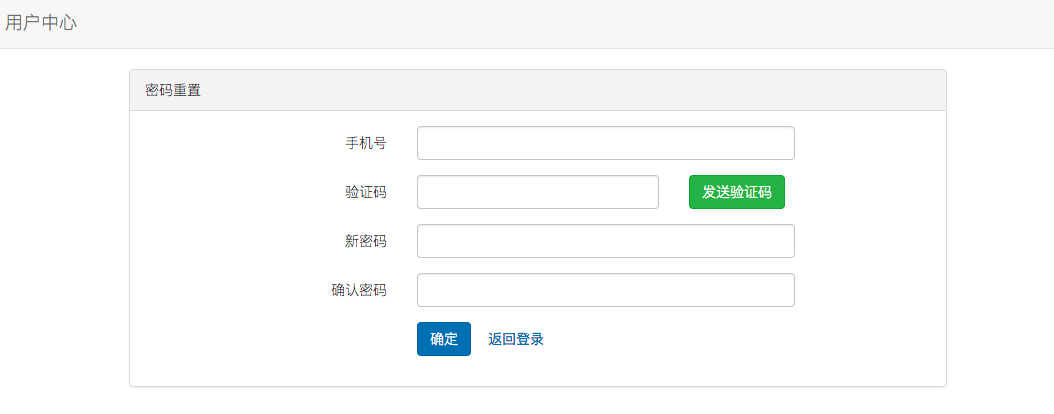 用户中心
密码重置
手机号
验证码 发送验证码
新密码
确认密码
确定 返回登录